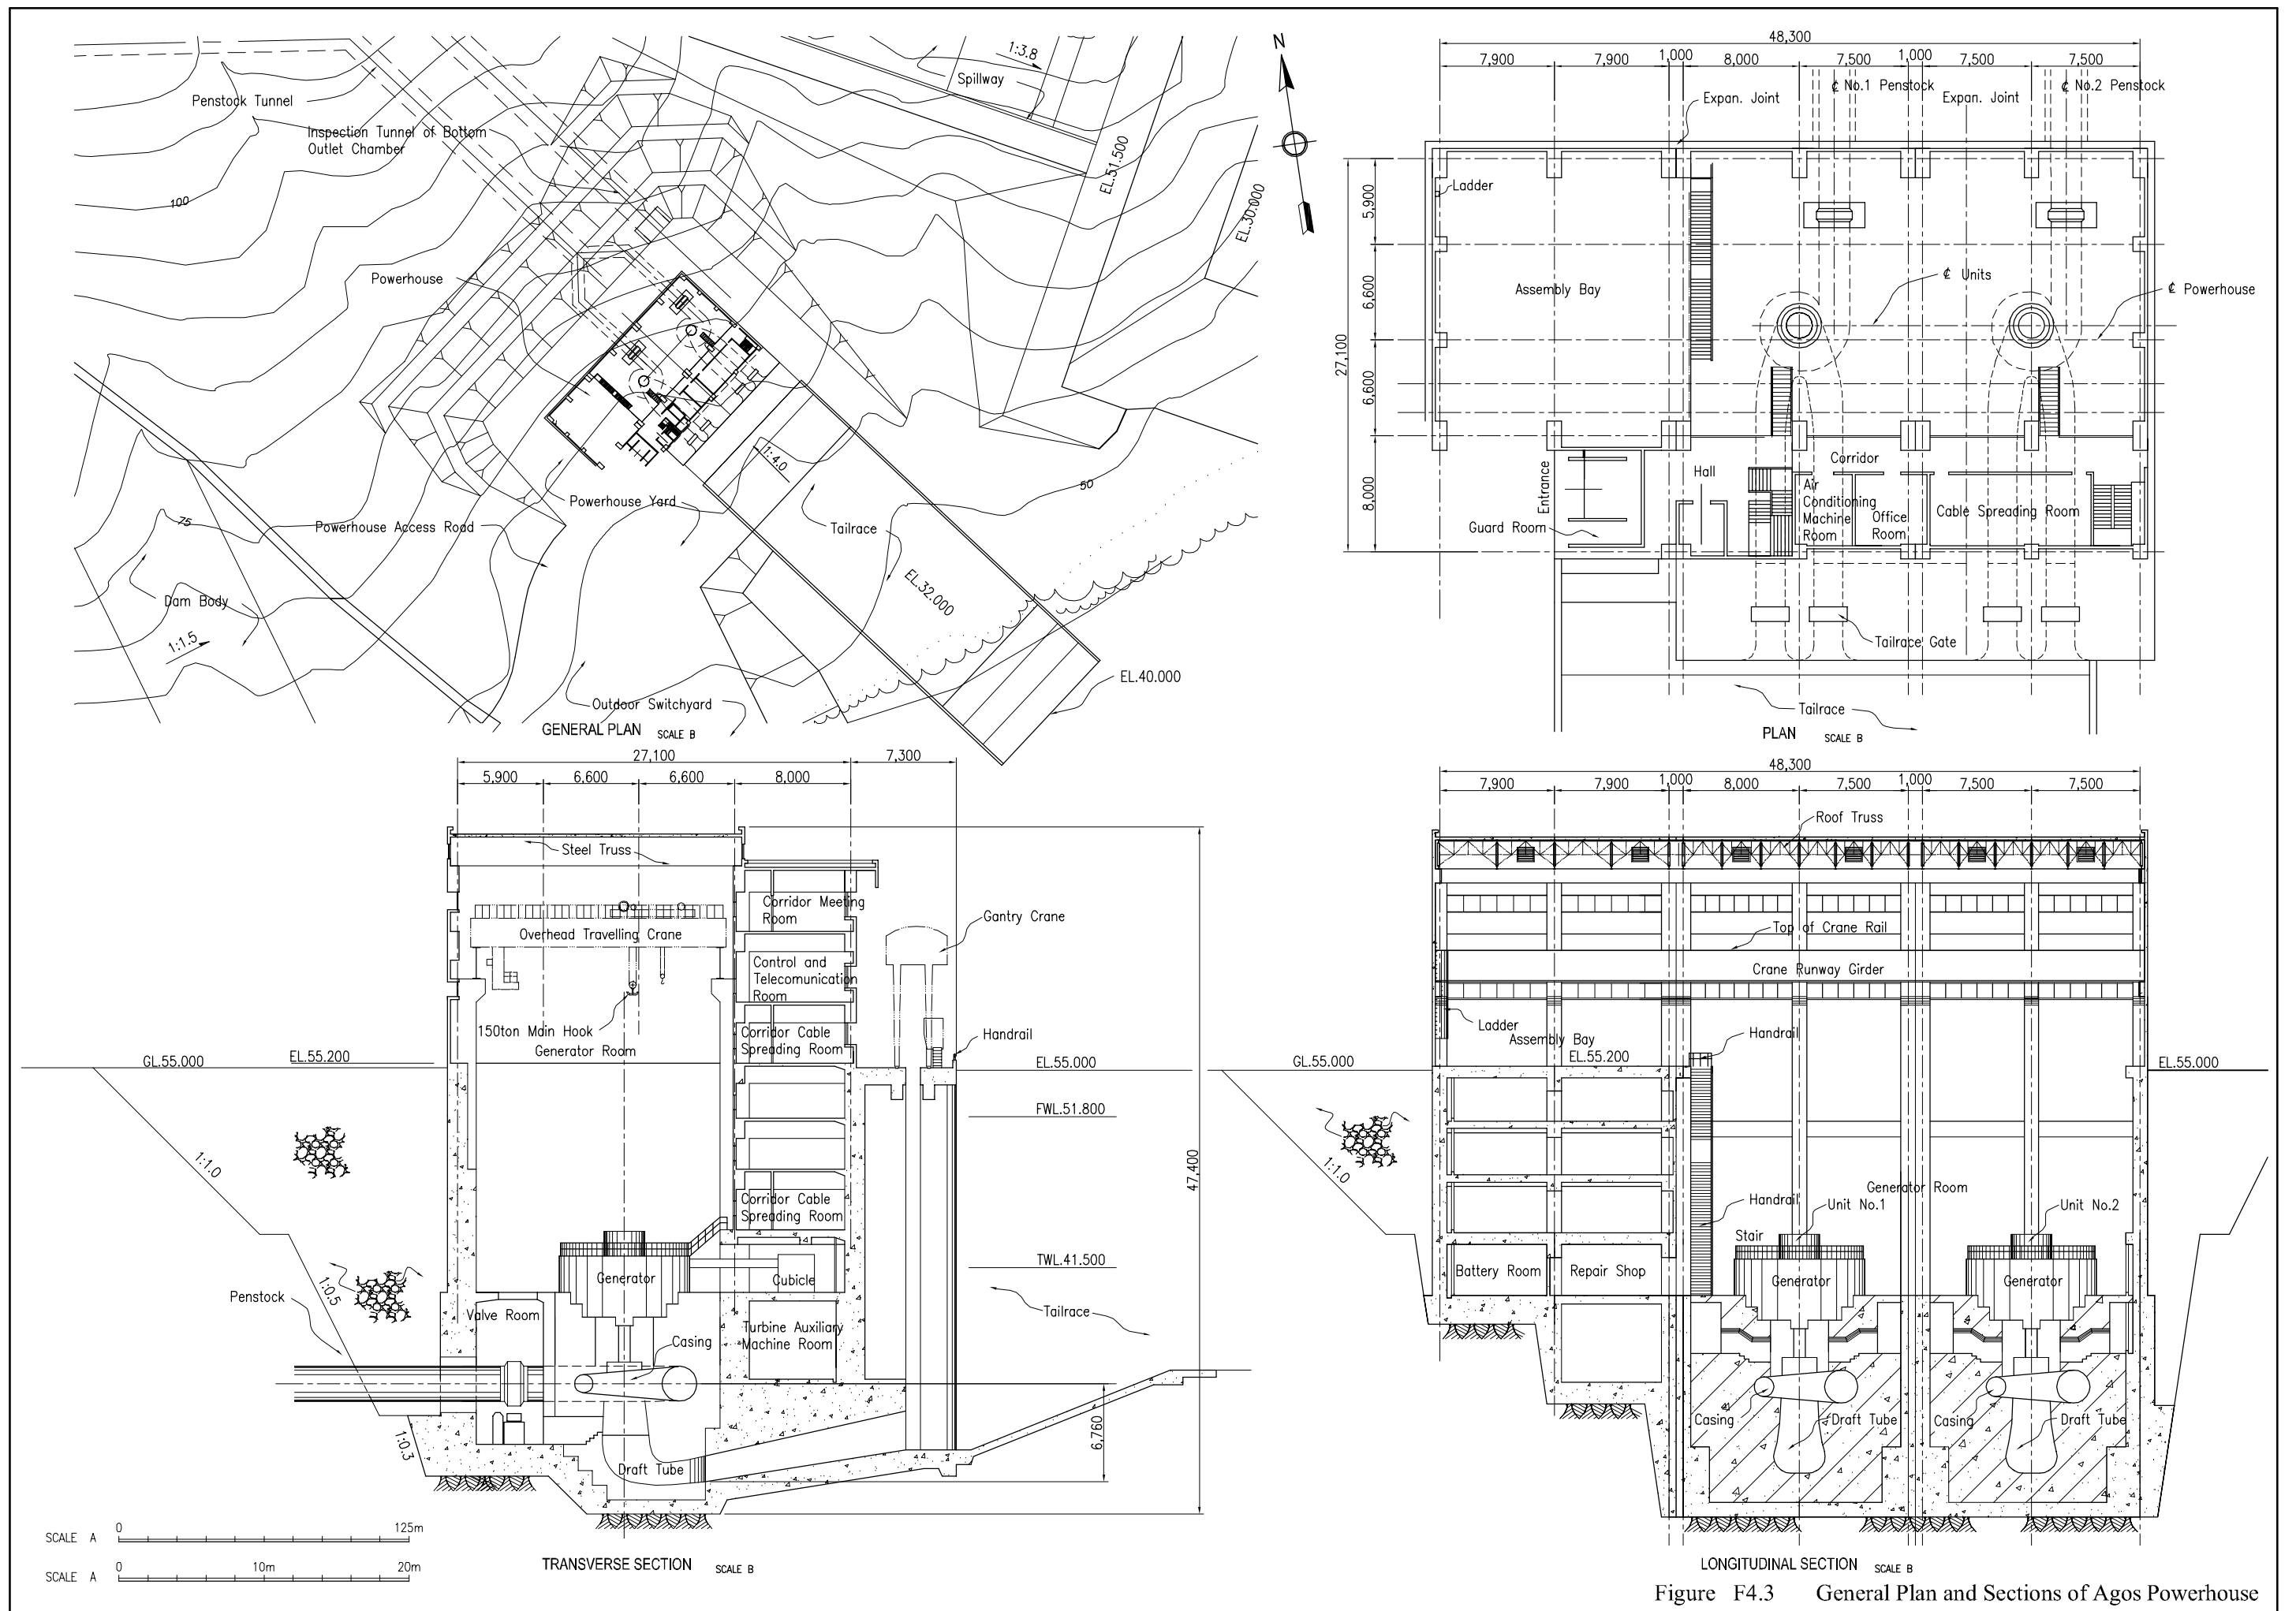 Penstock Tunnel
Inspection Tunnel of Bottom
Outlet Chamber
100
Powerhouse
Spillway
1:3.8
EL.51.500
EL.30.000
N
Powerhouse Yard
Powerhouse Access Road
75
Dam Body
1:1.5
1:4.0
Tailrace
50
EL.32.000
EL.40.000
Outdoor Switchyard
GENERAL PLAN SCALE B
48,300
7,900 7,900 1,000 8,000 7,500 1,000 7,500 7,500
℄ No.1 Penstock
℄ No.2 Penstock
Expan. Joint
Expan. Joint
Ladder
Assembly Bay
℄ Units
℄ Powerhouse
27,100
5,900
6,600
6,600
8,000
Entrance
Guard Room
Hall
Corridor
Air
Conditioning
Machine
Room
Office
Room
Cable Spreading Room
Tailrace Gate
Tailrace
PLAN SCALE B
27,100 7,300
5,900 6,600 6,600 8,000
Steel Truss
Corridor Meeting
Room
Overhead Travelling Crane
Gantry Crane
Control and
Telecomunication
Room
150ton Main Hook
Generator Room
Corridor Cable
Spreading Room
Handrail
GL.55.000
EL.55.200
EL.55.000
FWL.51.800
1:1.0
47,400
Corridor Cable
Spreading Room
TWL.41.500
Generator
Cubicle
1:0.5
Penstock
Valve Room
Casing
Turbine Auxiliary
Machine Room
Tailrace
6,760
1:0.3
Draft Tube
TRANSVERSE SECTION SCALE B
SCALE A 0 125m
SCALE A 0 10m 20m
48,300
7,900 7,900 1,000 8,000 7,500 1,000 7,500 7,500
Roof Truss
Top of Crane Rail
Crane Runway Girder
Ladder
Assembly Bay
Handrail
GL.55.000
EL.55.200
EL.55.000
1:1.0
Handrail
Generator Room
Unit No.1
Unit No.2
Stair
Battery Room
Repair Shop
Generator
Generator
Casing
Draft Tube
Casing
Draft Tube
LONGITUDINAL SECTION SCALE B
Figure F4.3 General Plan and Sections of Agos Powerhouse